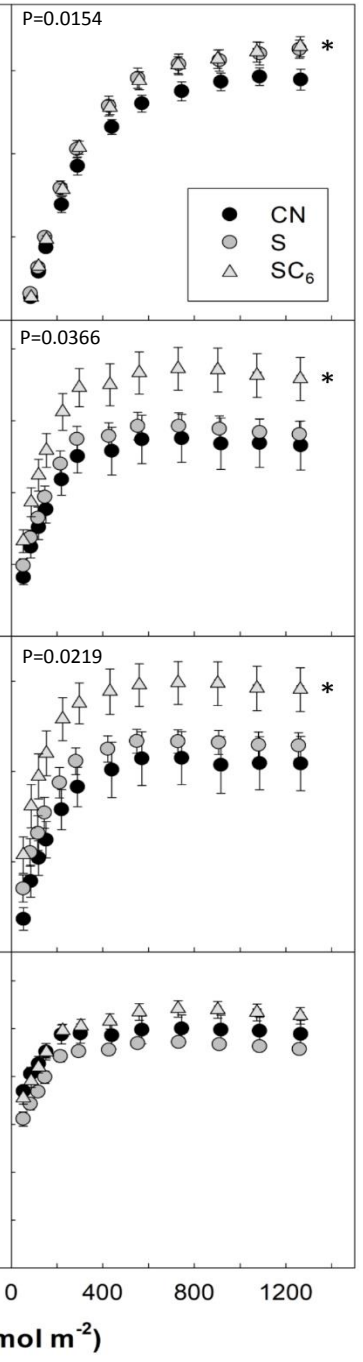 P=0.0154
*
CN
S
SC₆
P=0.0366
*
P=0.0219
*
0 400 800 1200
mol m⁻²)